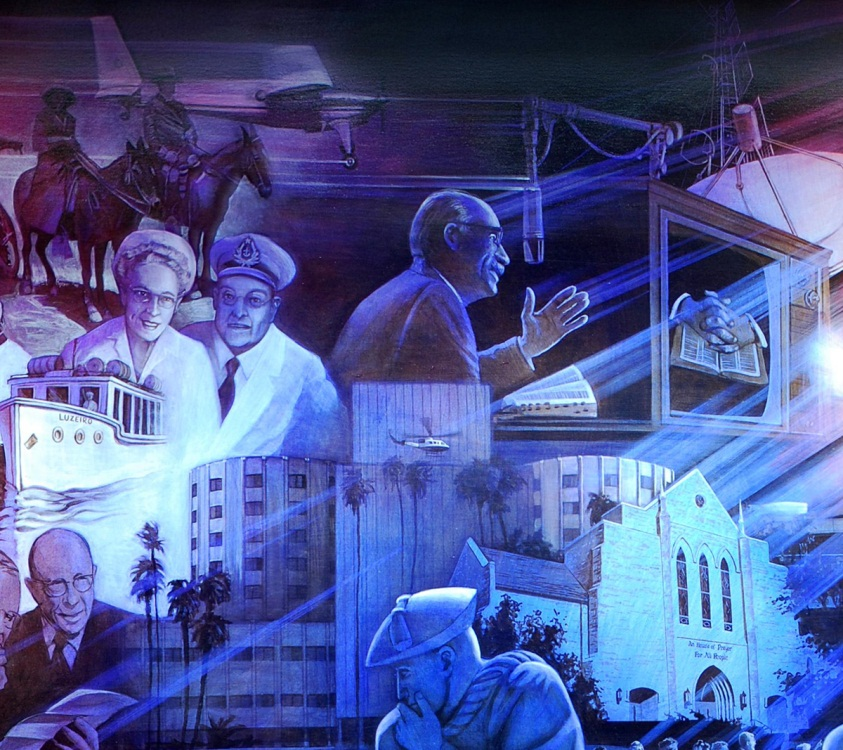 LUZEIRO
An House of Prayer
For All People